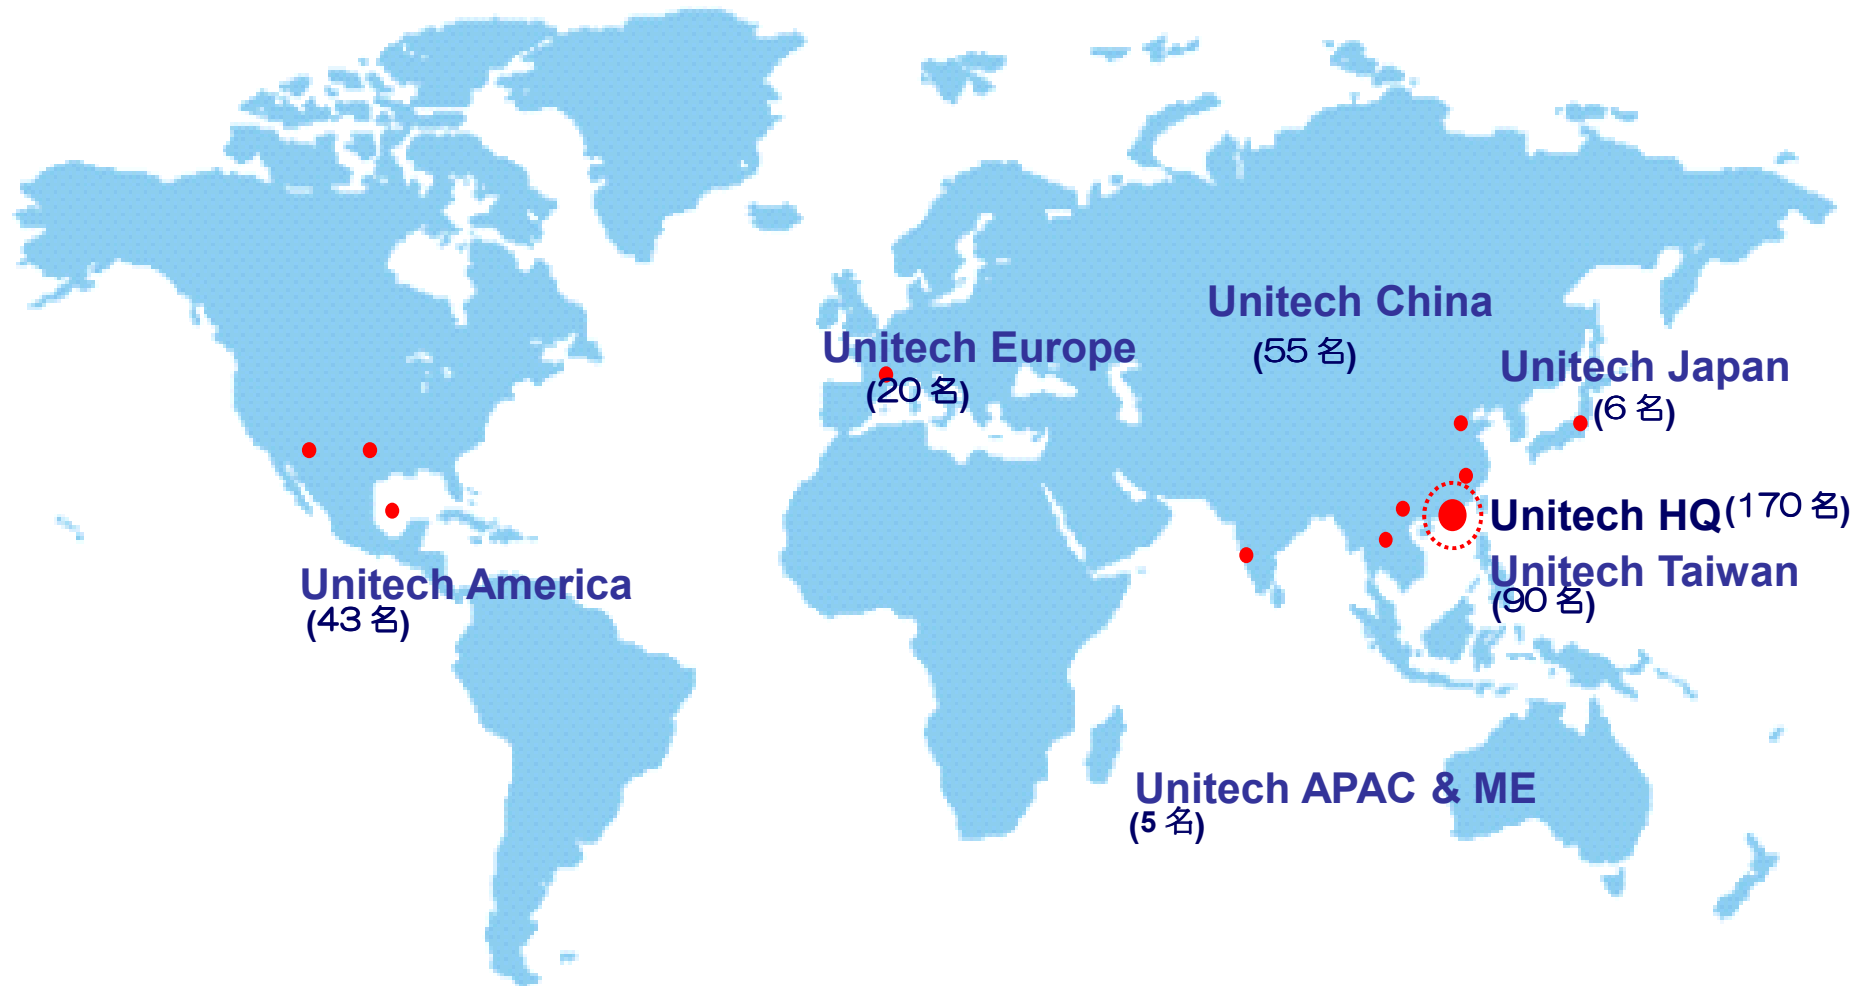 Unitech China
(55 名)
Unitech Europe
(20 名)
Unitech Japan
(6 名)
Unitech HQ(170 名)
Unitech Taiwan
(90 名)
Unitech America
(43 名)
Unitech APAC & ME
(5 名)